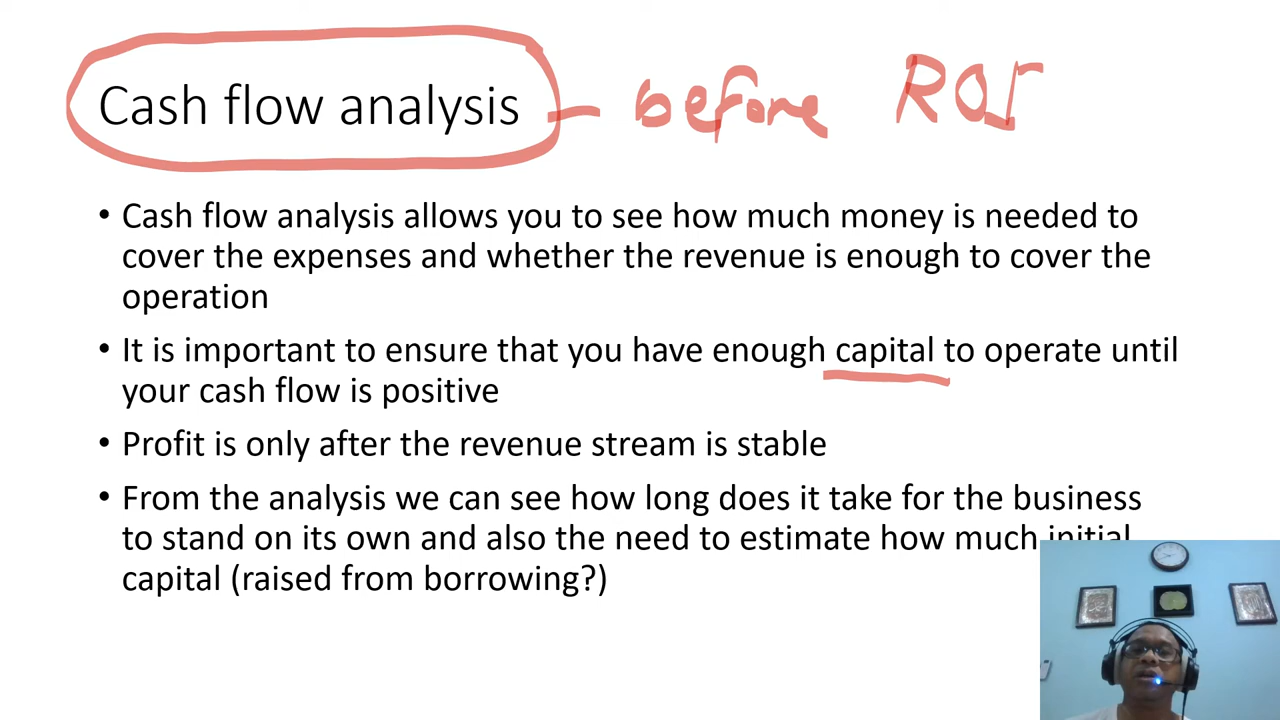 Cash flow analysis - before ROI
• Cash flow analysis allows you to see how much money is needed to
cover the expenses and whether the revenue is enough to cover the
operation
• It is important to ensure that you have enough capital to operate until
your cash flow is positive
• Profit is only after the revenue stream is stable
• From the analysis we can see how long does it take for the business
to stand on its own and also the need to estimate how much initial
capital (raised from borrowing?)